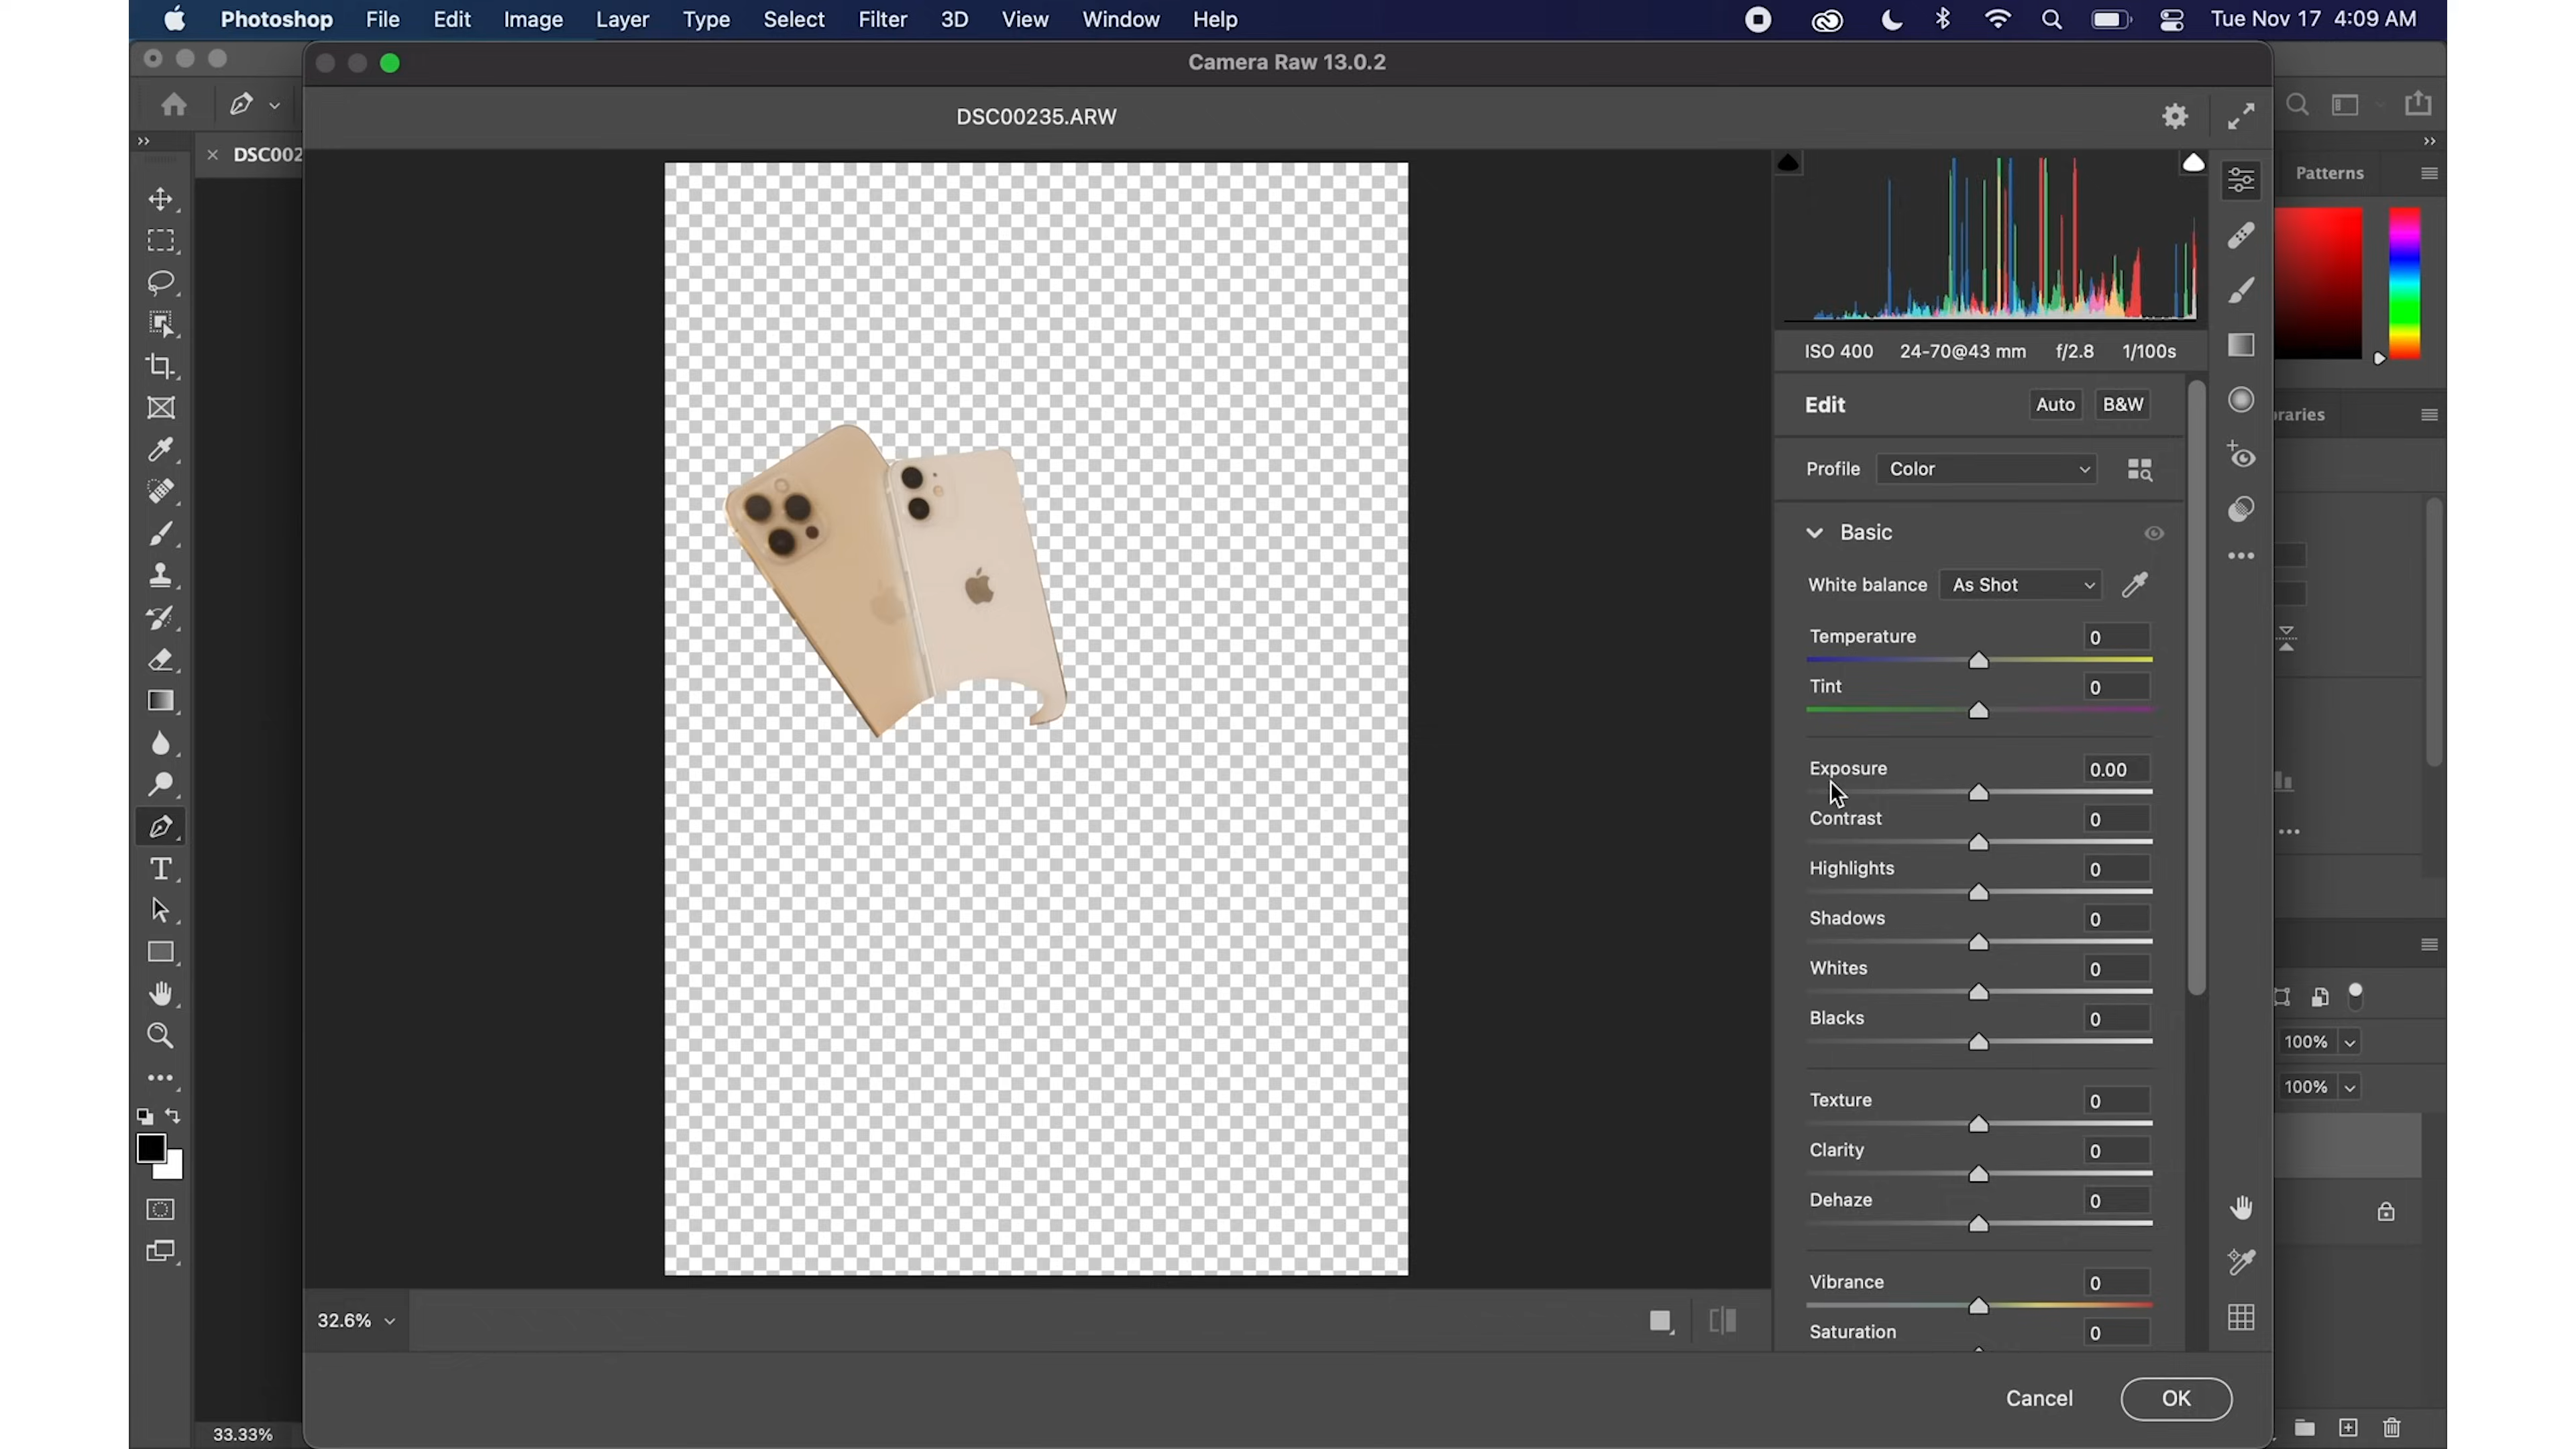 Photoshop File Edit Image Layer Type Select Filter 3D View Window Help Tue Nov 17 4:09 AM
Camera Raw 13.0.2
DSC00235.ARW
DSC002
Patterns
ISO 400 24-70@43 mm f/2.8 1/100s
Edit Auto B&W
raries
Profile Color
Basic
White balance As Shot
Temperature 0
Tint 0
Exposure 0.00
Contrast 0
Highlights 0
Shadows 0
Whites 0
Blacks 0
100%
100%
Texture 0
Clarity 0
Dehaze 0
Vibrance 0
Saturation 0
32.6%
Cancel OK
33.33%